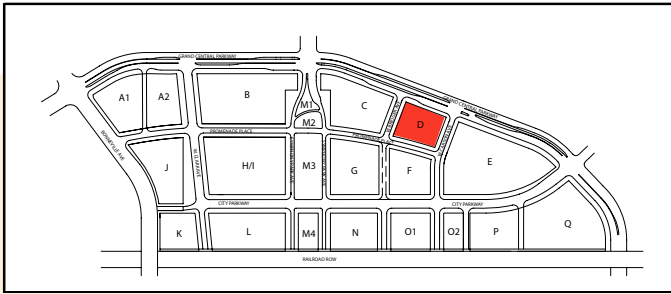 GRAND CENTRAL PARKWAY
A1
A2
B
M1
M2
C
D
GRAND CENTRAL PARKWAY
PROMENADE PLACE
BONNEVILLE AVE
J
H/I
M3
G
F
E
CITY PARKWAY
CITY PARKWAY
K
L
M4
N
O1
O2
P
Q
RAILROAD ROW